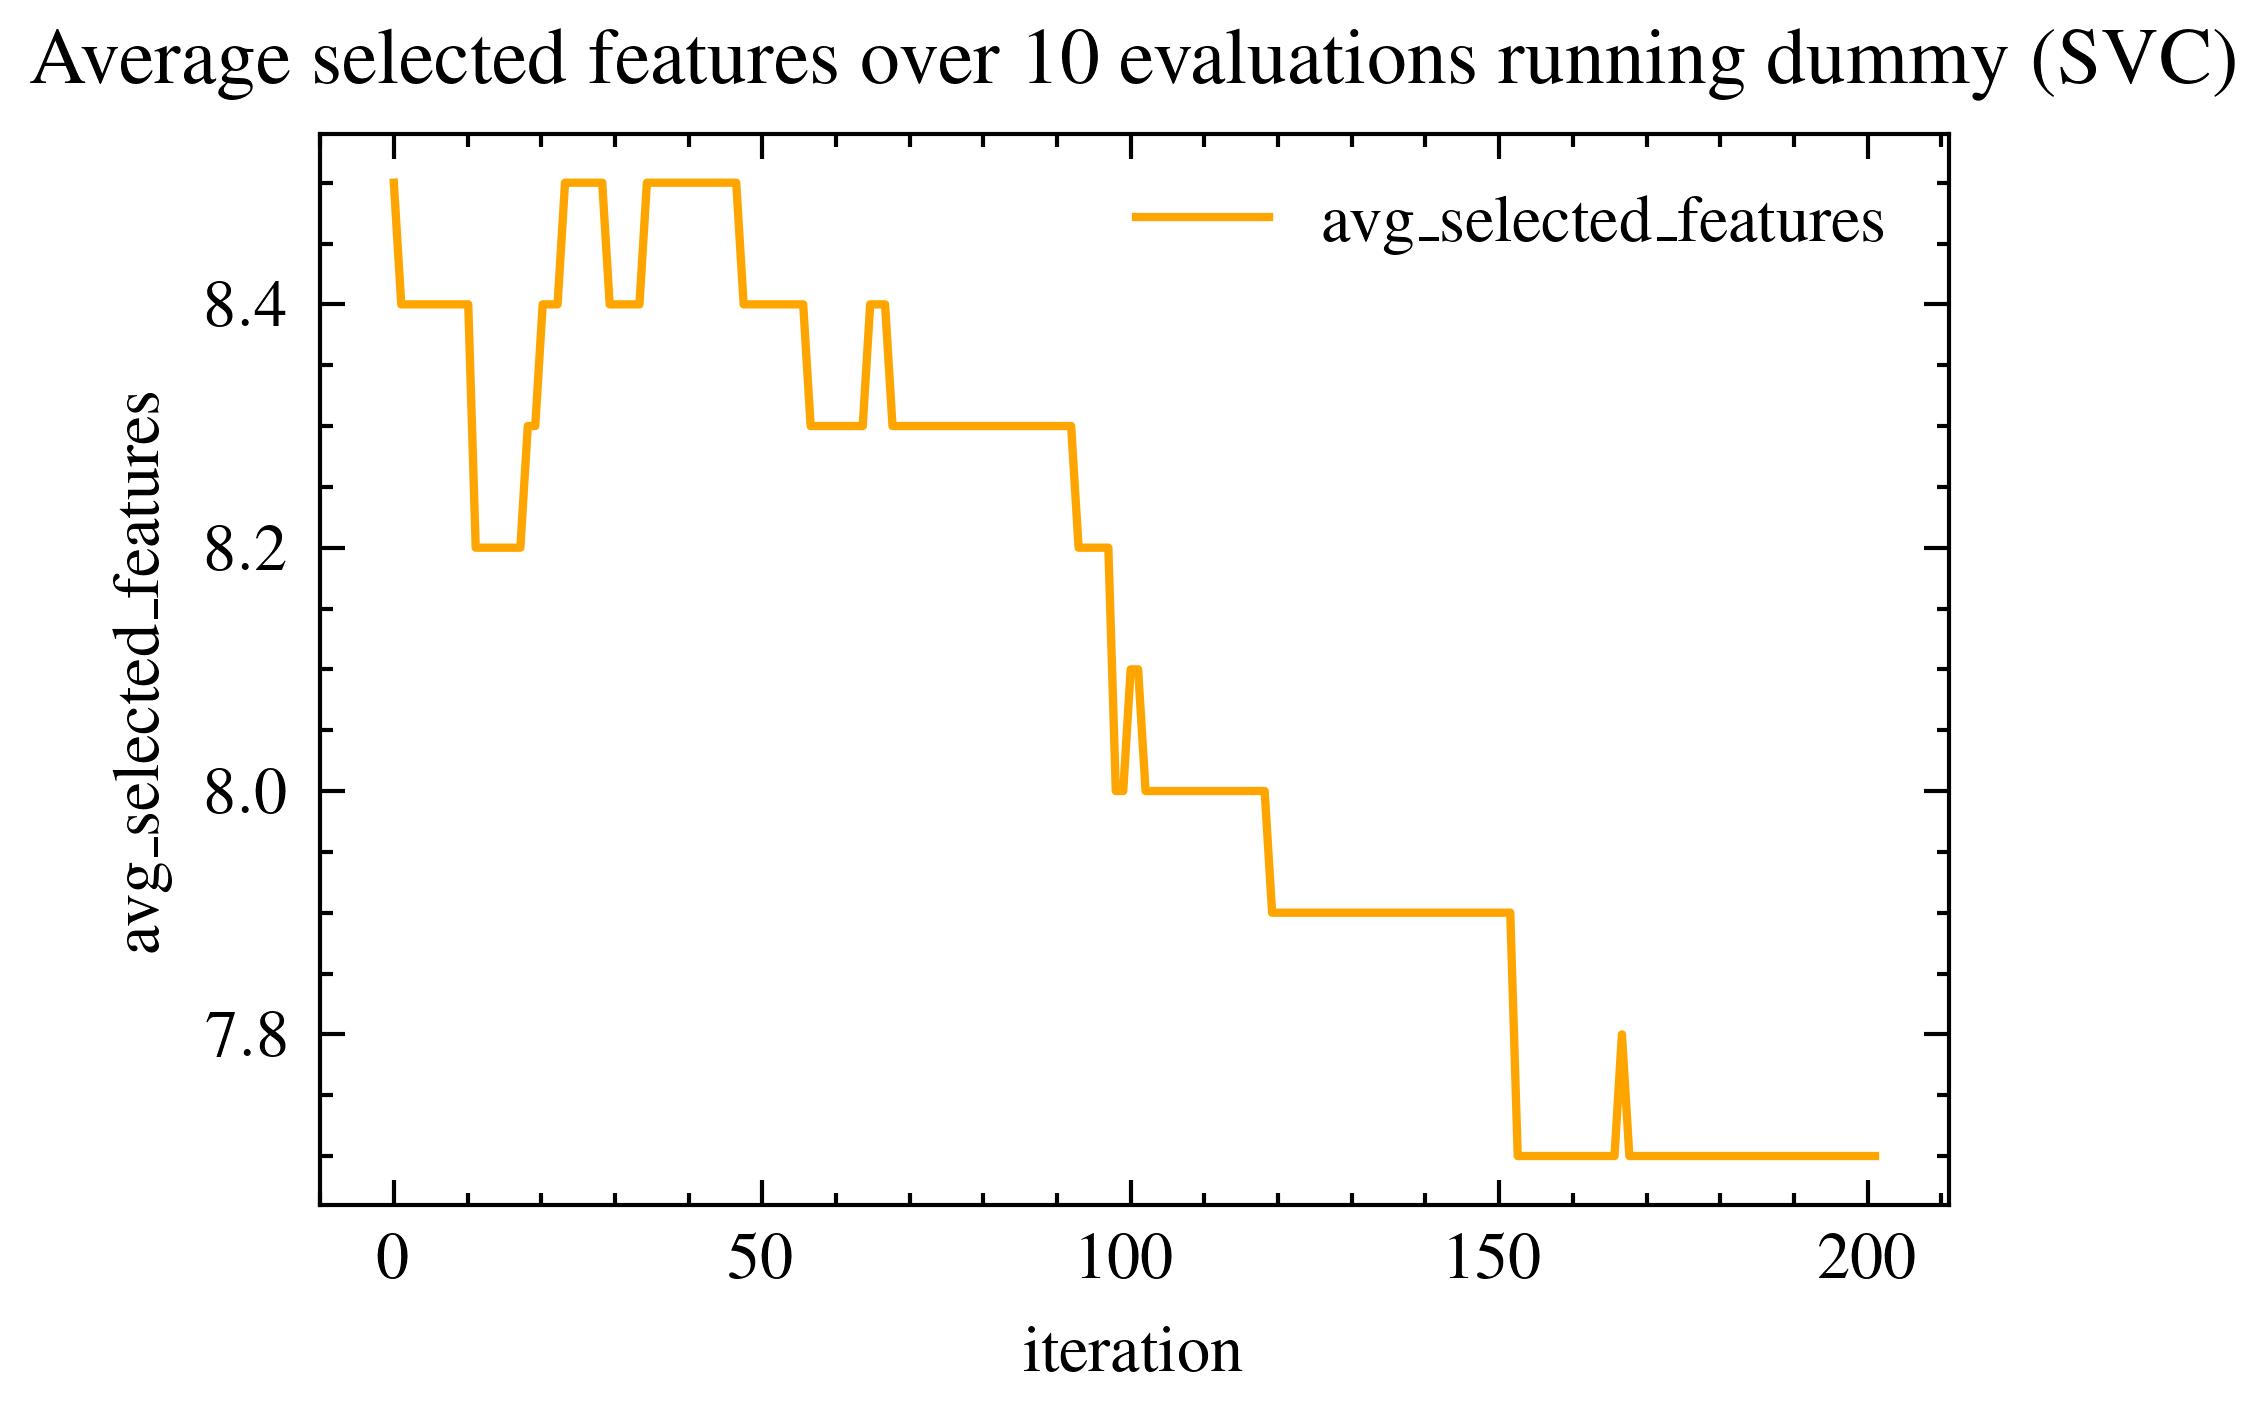 Average selected features over 10 evaluations running dummy (SVC)
avg_selected_features
avg_selected_features
8.4
8.2
8.0
7.8
0 50 100 150 200
iteration